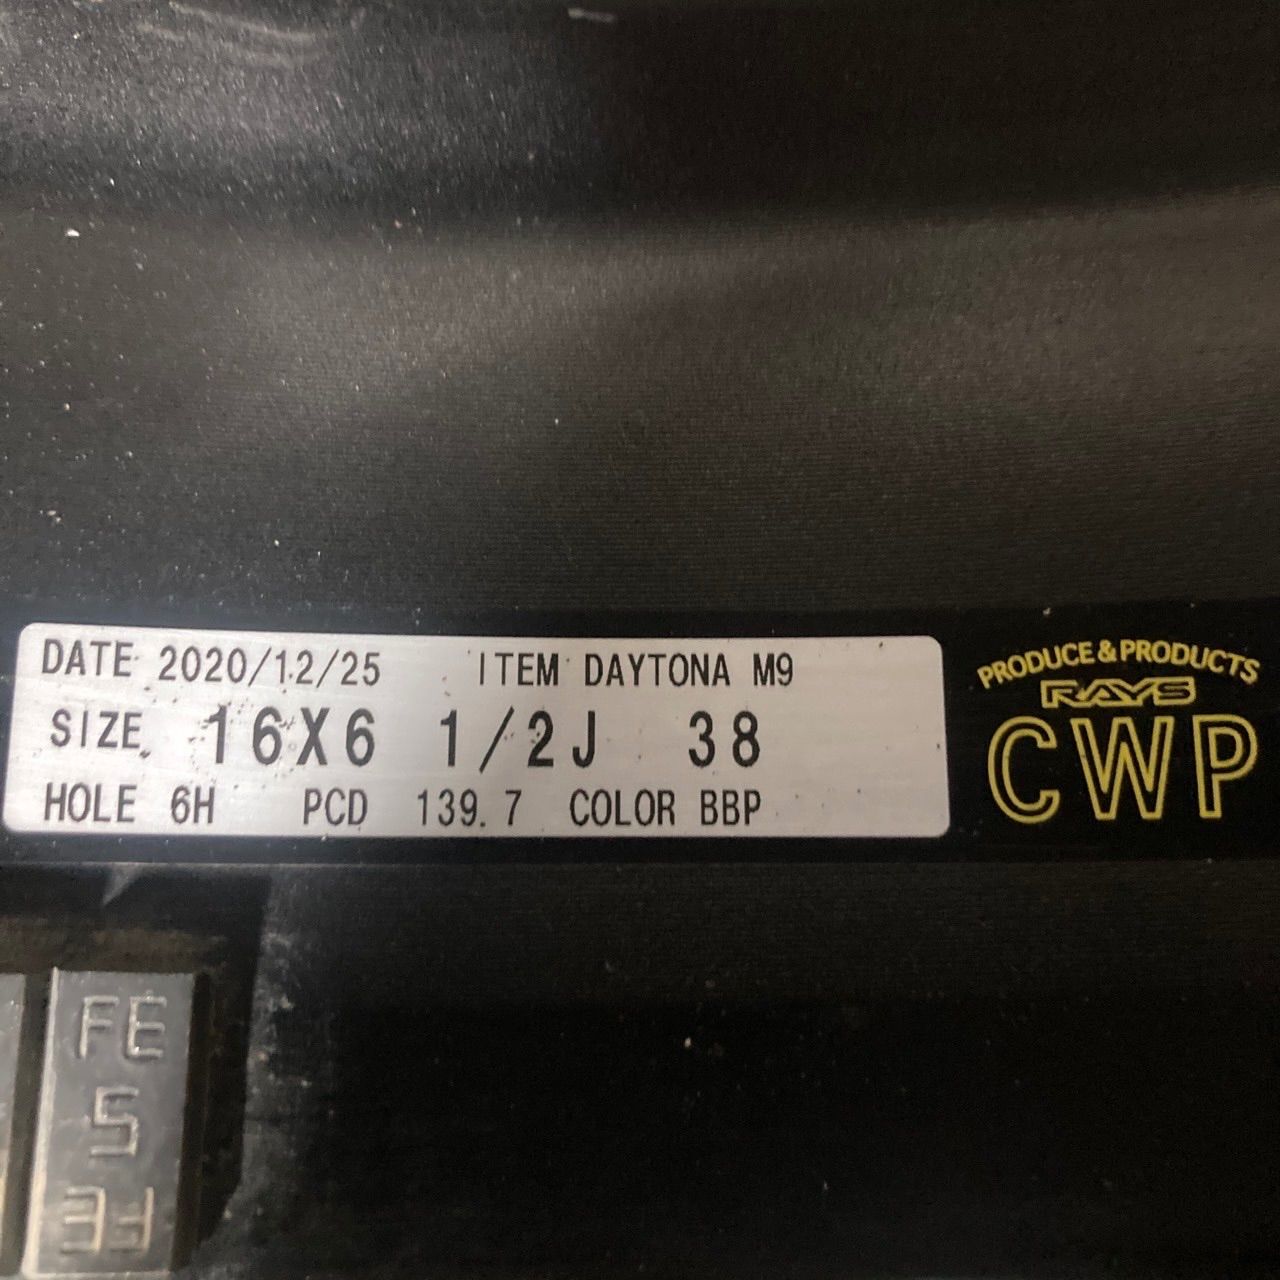 DATE 2020/12/25 ITEM DAYTONA M9
SIZE 16X6 1/2J 38
HOLE 6H PCD 139.7 COLOR BBP
PRODUCE & PRODUCTS
RAYS
CWP
FE
5
FE